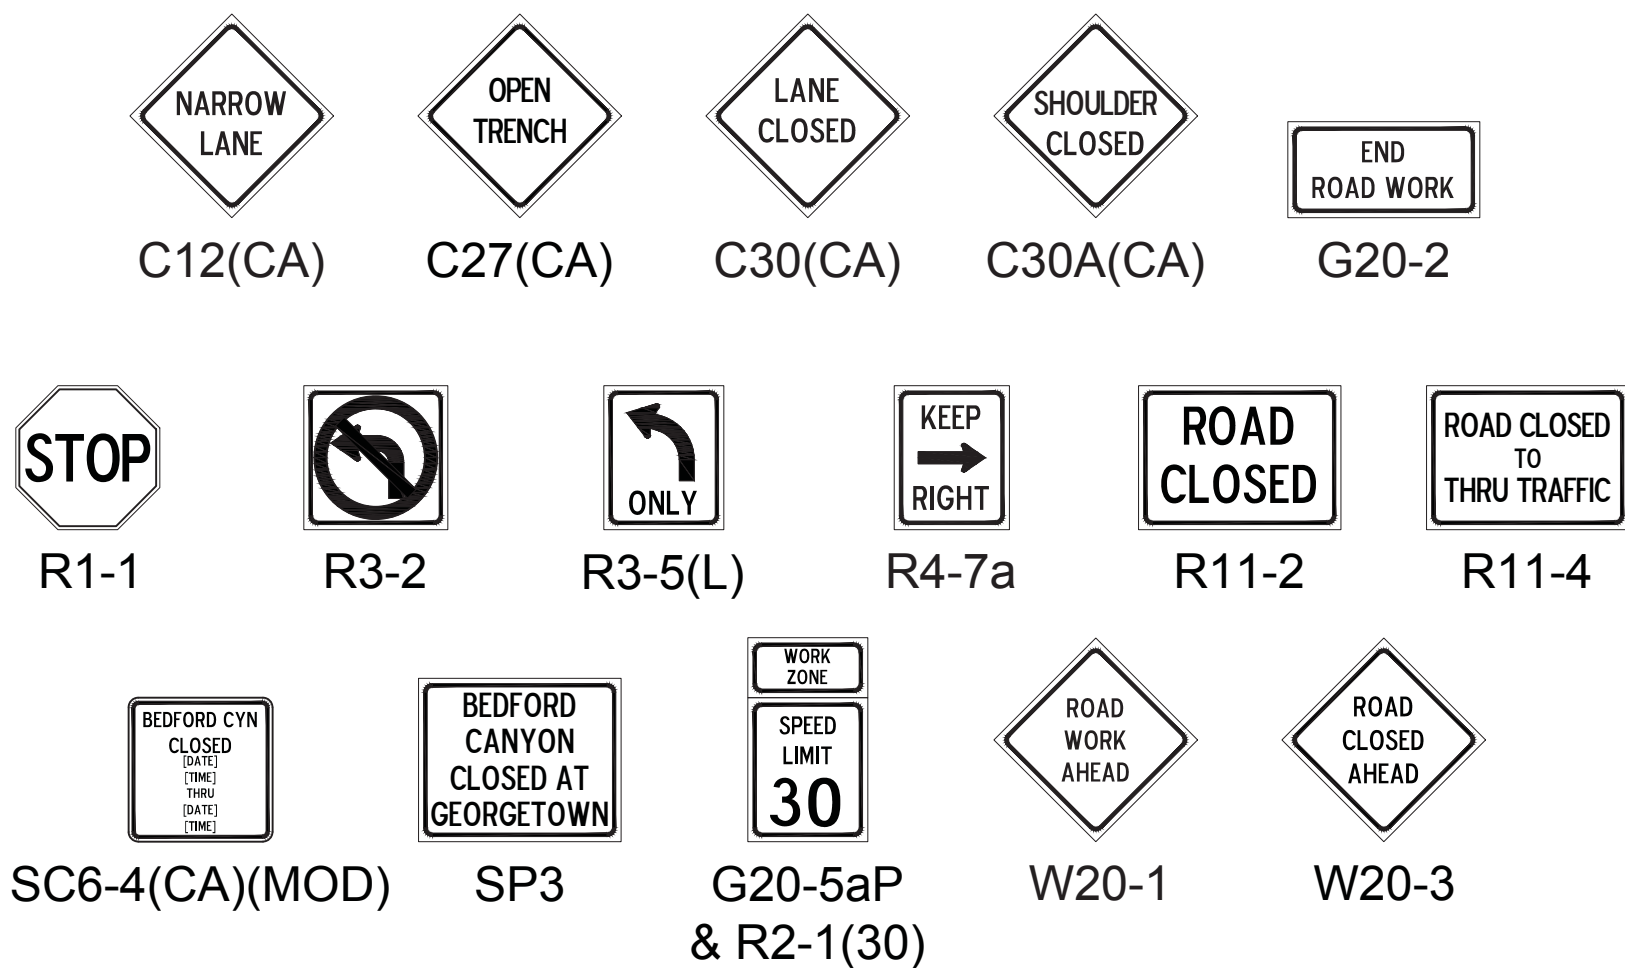 NARROW
LANE
C12(CA)
OPEN
TRENCH
C27(CA)
LANE
CLOSED
C30(CA)
SHOULDER
CLOSED
C30A(CA)
END
ROAD WORK
G20-2
STOP
R1-1
R3-2
ONLY
R3-5(L)
KEEP
RIGHT
R4-7a
ROAD
CLOSED
R11-2
ROAD CLOSED
TO
THRU TRAFFIC
R11-4
BEDFORD CYN
CLOSED
[DATE]
[TIME]
THRU
[DATE]
[TIME]
SC6-4(CA)(MOD)
BEDFORD
CANYON
CLOSED AT
GEORGETOWN
SP3
WORK
ZONE
SPEED
LIMIT
30
G20-5aP
& R2-1(30)
ROAD
WORK
AHEAD
W20-1
ROAD
CLOSED
AHEAD
W20-3